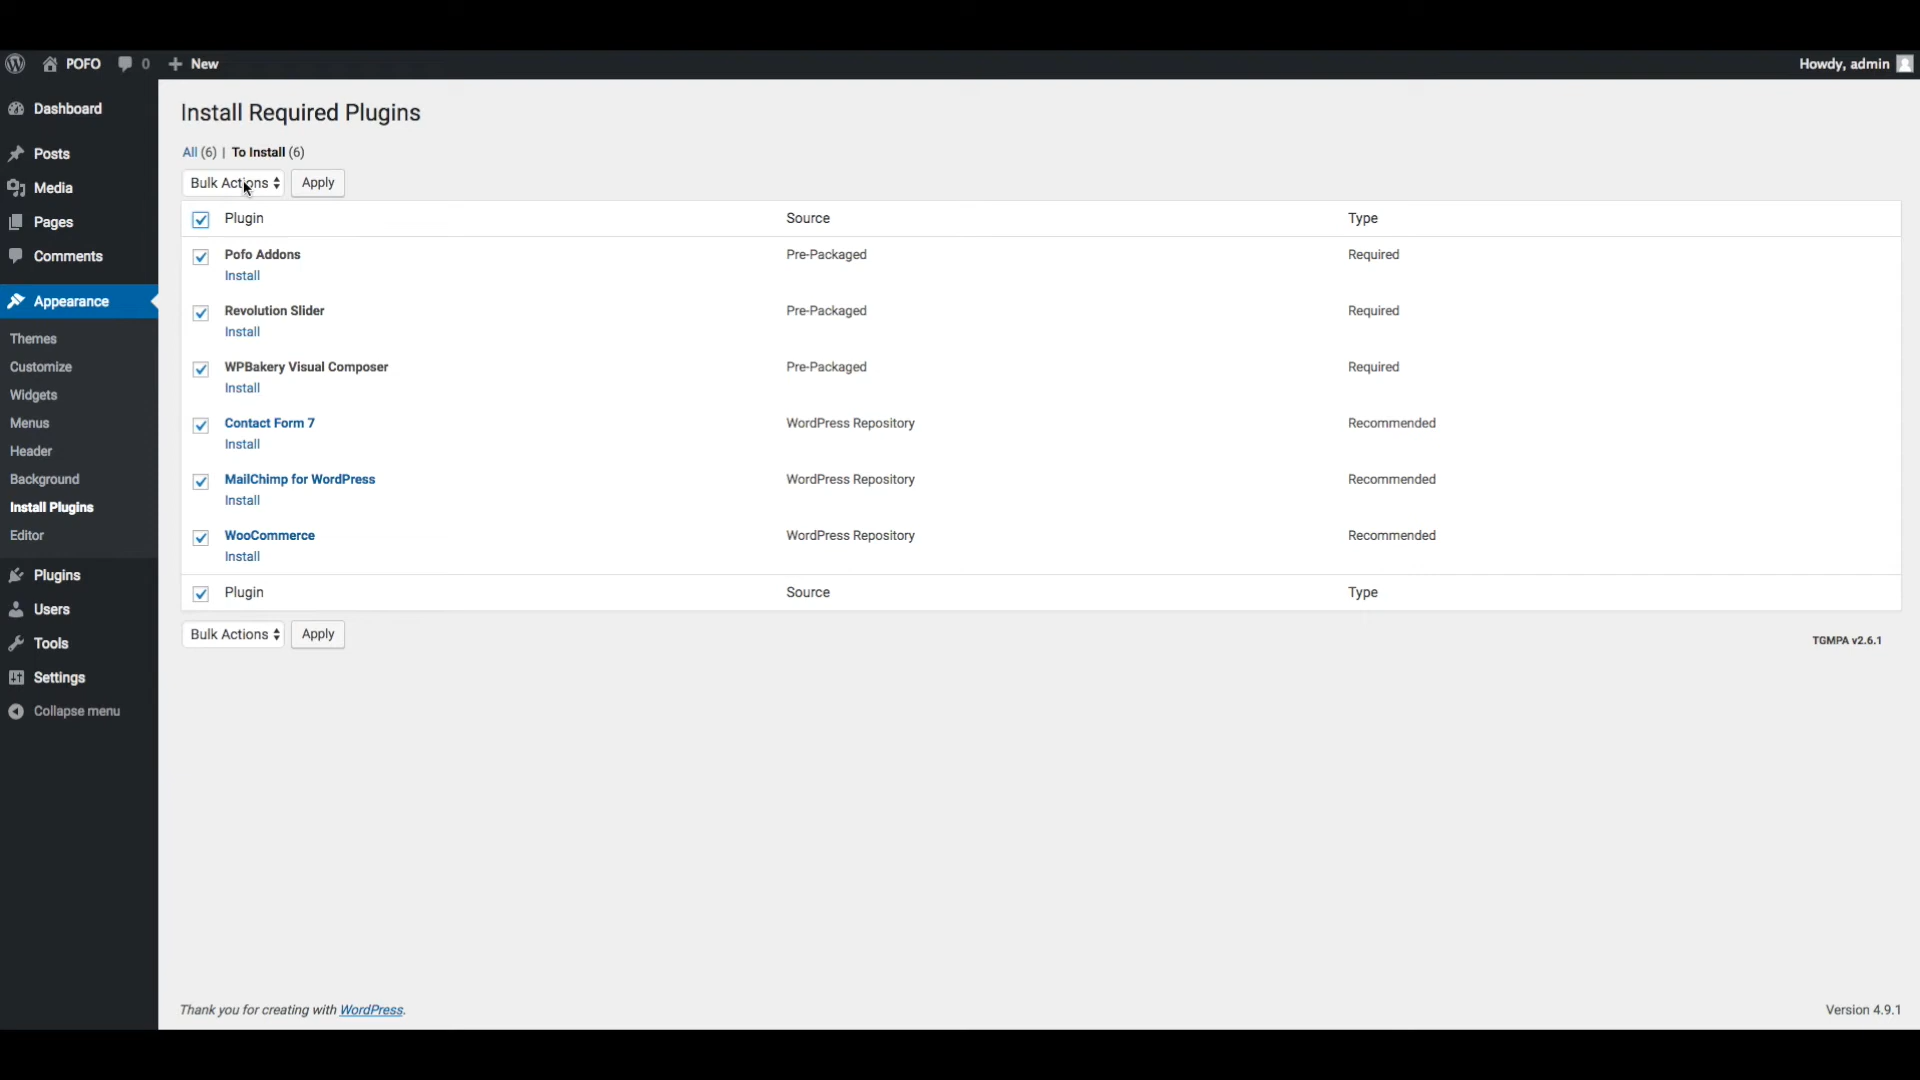 POFO 0 New Howdy, admin
Dashboard
Posts
Media
Pages
Comments
Appearance
Themes
Customize
Widgets
Menus
Header
Background
Install Plugins
Editor
Plugins
Users
Tools
Settings
Collapse menu
Install Required Plugins
All (6) | To Install (6)
Bulk Actions Apply
Plugin Source Type
Pofo Addons Pre-Packaged Required
Install
Revolution Slider Pre-Packaged Required
Install
WPBakery Visual Composer Pre-Packaged Required
Install
Contact Form 7 WordPress Repository Recommended
Install
MailChimp for WordPress WordPress Repository Recommended
Install
WooCommerce WordPress Repository Recommended
Install
Plugin Source Type
Bulk Actions Apply
TGMPA v2.6.1
Thank you for creating with WordPress. Version 4.9.1